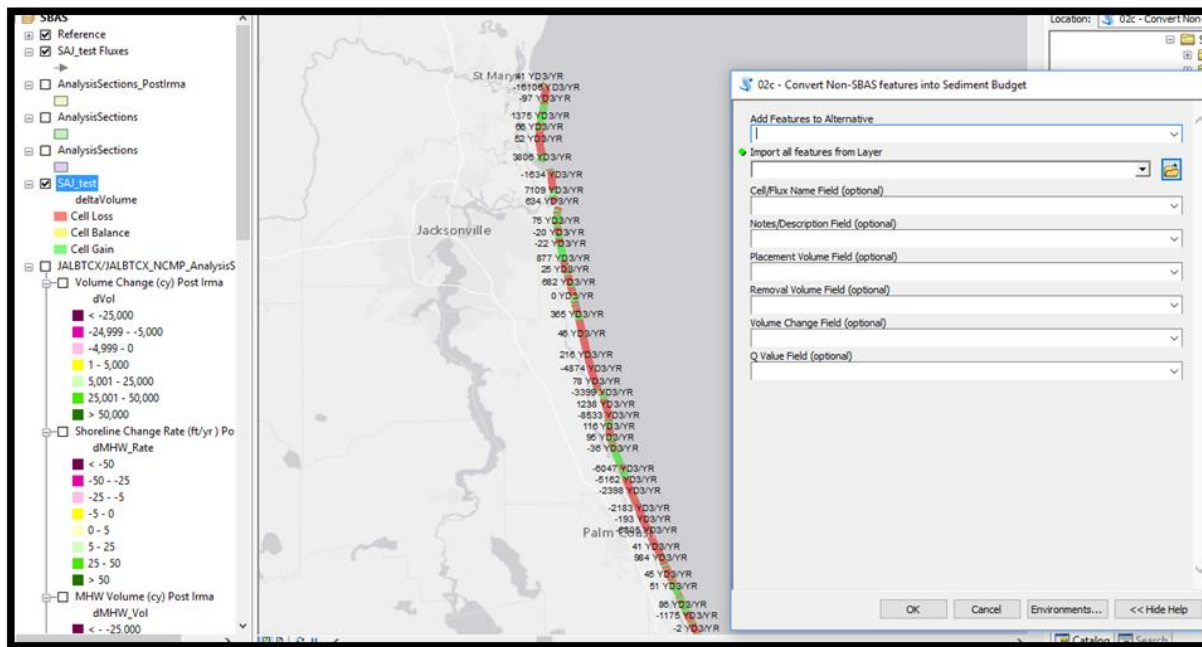 SBAS
Reference
SAJ_test Fluxes
AnalysisSections_PostIrma
AnalysisSections
AnalysisSections
SAJ_test
deltaVolume
Cell Loss
Cell Balance
Cell Gain
JALBTCX/JALBTCX_NCMP_AnalysisS
Volume Change (cy) Post Irma
dVol
< -25,000
-24,999 - -5,000
-4,999 - 0
1 - 5,000
5,001 - 25,000
25,001 - 50,000
> 50,000
Shoreline Change Rate (ft/yr ) Po
dMHW_Rate
< -50
-50 - -25
-25 - -5
-5 - 0
0 - 5
5 - 25
25 - 50
> 50
MHW Volume (cy) Post Irma
dMHW_Vol
< - -25.000
St Marys
41 YD3/YR
-16106 YD3/YR
-97 YD3/YR
1375 YD3/YR
66 YD3/YR
52 YD3/YR
3806 YD3/YR
-1634 YD3/YR
7109 YD3/YR
634 YD3/YR
75 YD3/YR
-20 YD3/YR
-22 YD3/YR
Jacksonville
877 YD3/YR
25 YD3/YR
682 YD3/YR
0 YD3/YR
365 YD3/YR
46 YD3/YR
216 YD3/YR
-4874 YD3/YR
78 YD3/YR
-3399 YD3/YR
1238 YD3/YR
-8533 YD3/YR
116 YD3/YR
95 YD3/YR
-36 YD3/YR
-6047 YD3/YR
-5162 YD3/YR
-2398 YD3/YR
-2183 YD3/YR
-193 YD3/YR
YD3/YR
Palm Coast
41 YD3/YR
984 YD3/YR
45 YD3/YR
51 YD3/YR
86 YD3/YR
-1175 YD3/YR
-2 YD3/YR
Location: 02c - Convert Non-
02c - Convert Non-SBAS features into Sediment Budget
Add Features to Alternative
Import all features from Layer
Cell/Flux Name Field (optional)
Notes/Description Field (optional)
Placement Volume Field (optional)
Removal Volume Field (optional)
Volume Change Field (optional)
Q Value Field (optional)
OK Cancel Environments... << Hide Help
Catalog Search